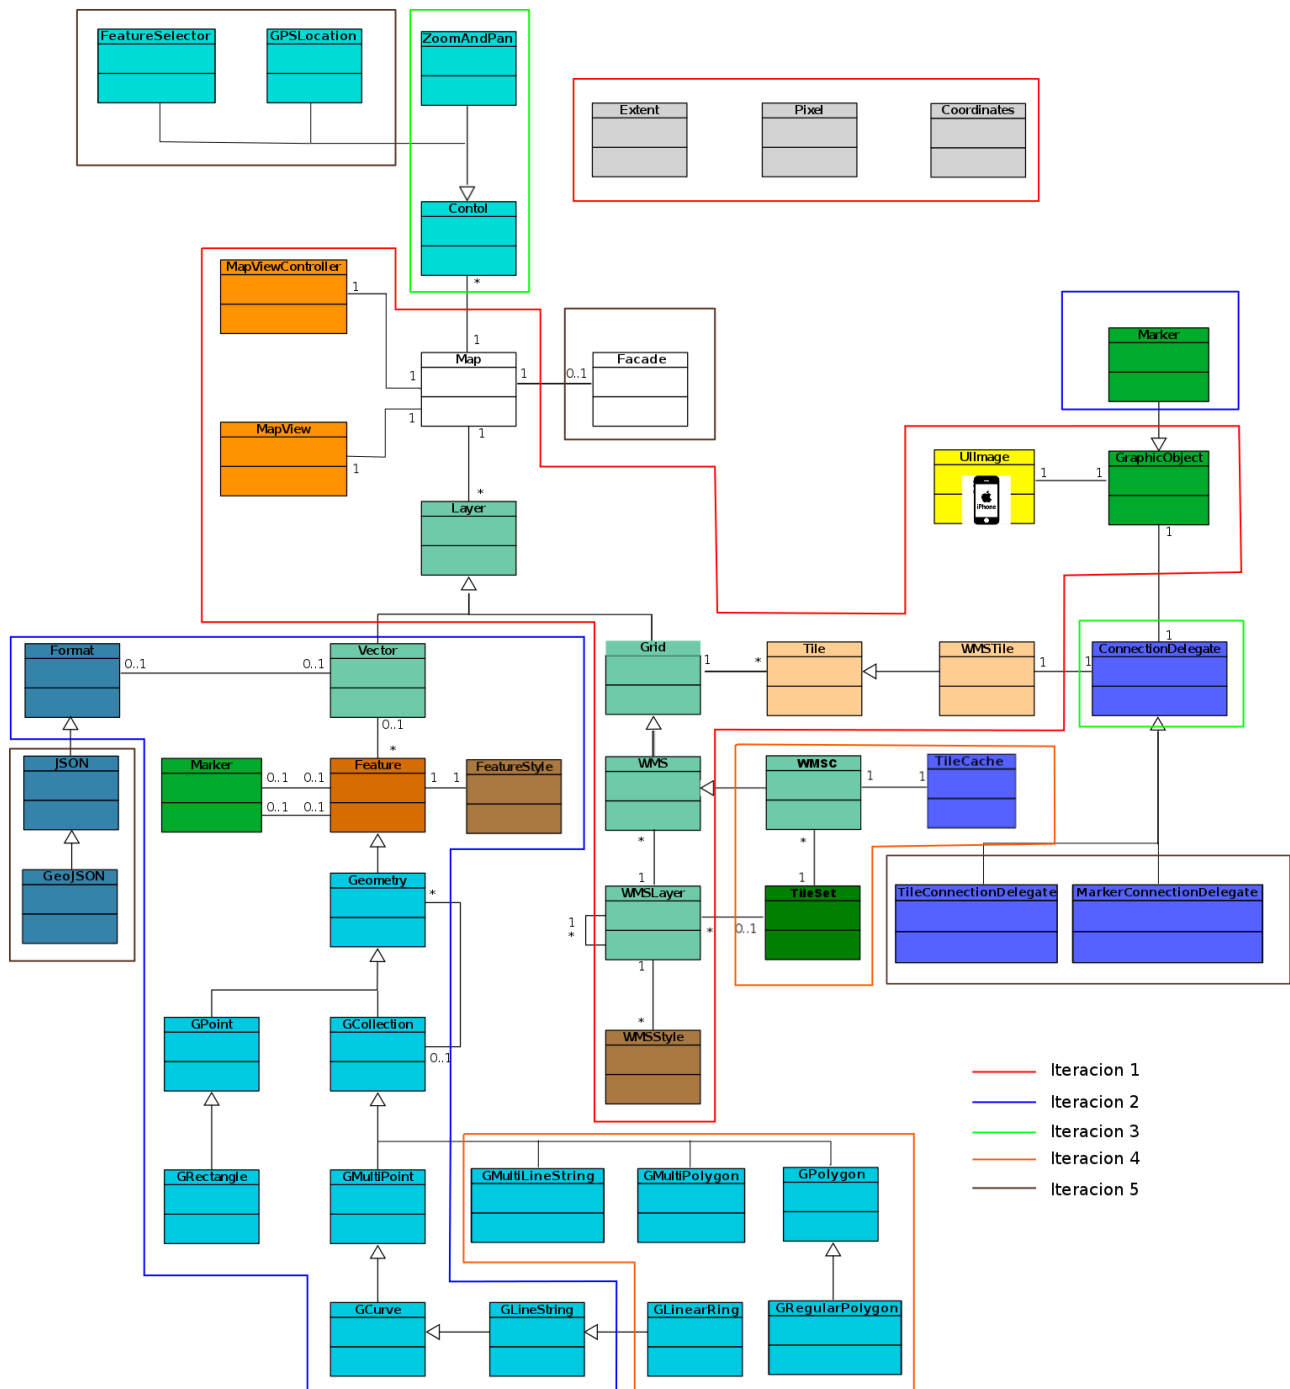 FeatureSelector
GPSLocation
ZoomAndPan
Extent
Pixel
Coordinates
Contol
*
MapViewController
1
1
Map
1
1
1
0..1
Facade
Marker
MapView
1
1
*
Layer
UIImage
iPhone
1
1
GraphicObject
1
1
Format
0..1
0..1
Vector
0..1
*
Grid
1
*
Tile
WMSTile
1
1
ConnectionDelegate
JSON
Marker
0..1
0..1
0..1
0..1
Feature
1
1
FeatureStyle
WMS
*
1
WMSC
1
1
TileCache
*
1
GeoJSON
Geometry
*
WMSLayer
1
*
1
*
*
0..1
TileSet
TileConnectionDelegate
MarkerConnectionDelegate
GPoint
GCollection
0..1
WMSStyle
Iteracion 1
Iteracion 2
Iteracion 3
Iteracion 4
Iteracion 5
GRectangle
GMultiPoint
GMultiLineString
GMultiPolygon
GPolygon
GCurve
GLineString
GLinearRing
GRegularPolygon